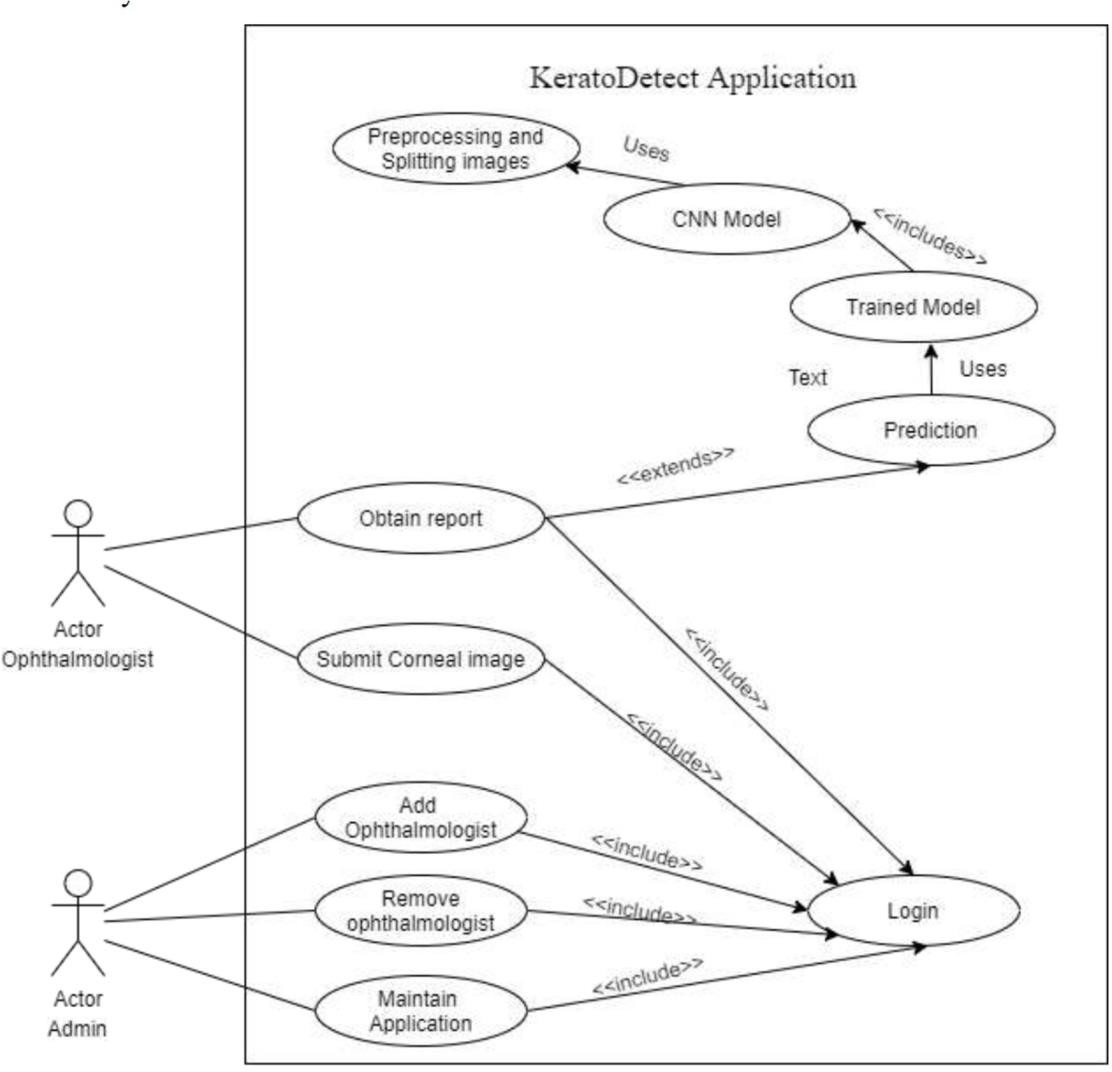 KeratoDetect Application
Preprocessing and
Splitting images
Uses
CNN Model
<<includes>>
Trained Model
Text
Uses
Prediction
<<extends>>
Obtain report
Actor
Ophthalmologist
Submit Corneal image
<<include>>
<<include>>
Add
Ophthalmologist
<<include>>
Remove
ophthalmologist
<<include>>
Login
Actor
Admin
Maintain
Application
<<include>>